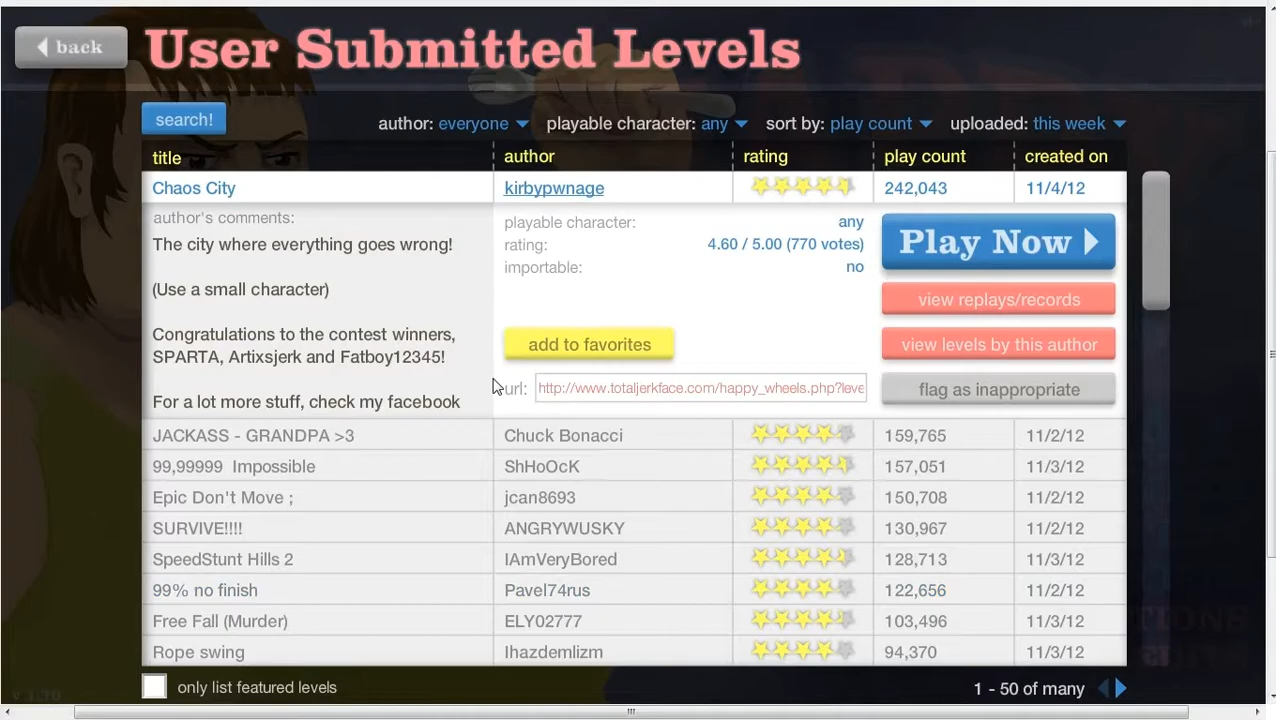 back
User Submitted Levels
search!
author: everyone
playable character: any
sort by: play count
uploaded: this week
title author rating play count created on
Chaos City kirbypwnage 242,043 11/4/12
author's comments:
The city where everything goes wrong!
(Use a small character)
Congratulations to the contest winners,
SPARTA, Artixsjerk and Fatboy12345!
For a lot more stuff, check my facebook
playable character: any
rating: 4.60 / 5.00 (770 votes)
importable: no
add to favorites
url: http://www.totaljerkface.com/happy_wheels.php?leve
Play Now
view replays/records
view levels by this author
flag as inappropriate
JACKASS - GRANDPA >3 Chuck Bonacci 159,765 11/2/12
99,99999 Impossible ShHoOcK 157,051 11/3/12
Epic Don't Move ; jcan8693 150,708 11/2/12
SURVIVE!!!! ANGRYWUSKY 130,967 11/2/12
SpeedStunt Hills 2 IAmVeryBored 128,713 11/3/12
99% no finish Pavel74rus 122,656 11/2/12
Free Fall (Murder) ELY02777 103,496 11/3/12
Rope swing Ihazdemlizm 94,370 11/3/12
only list featured levels
1 - 50 of many